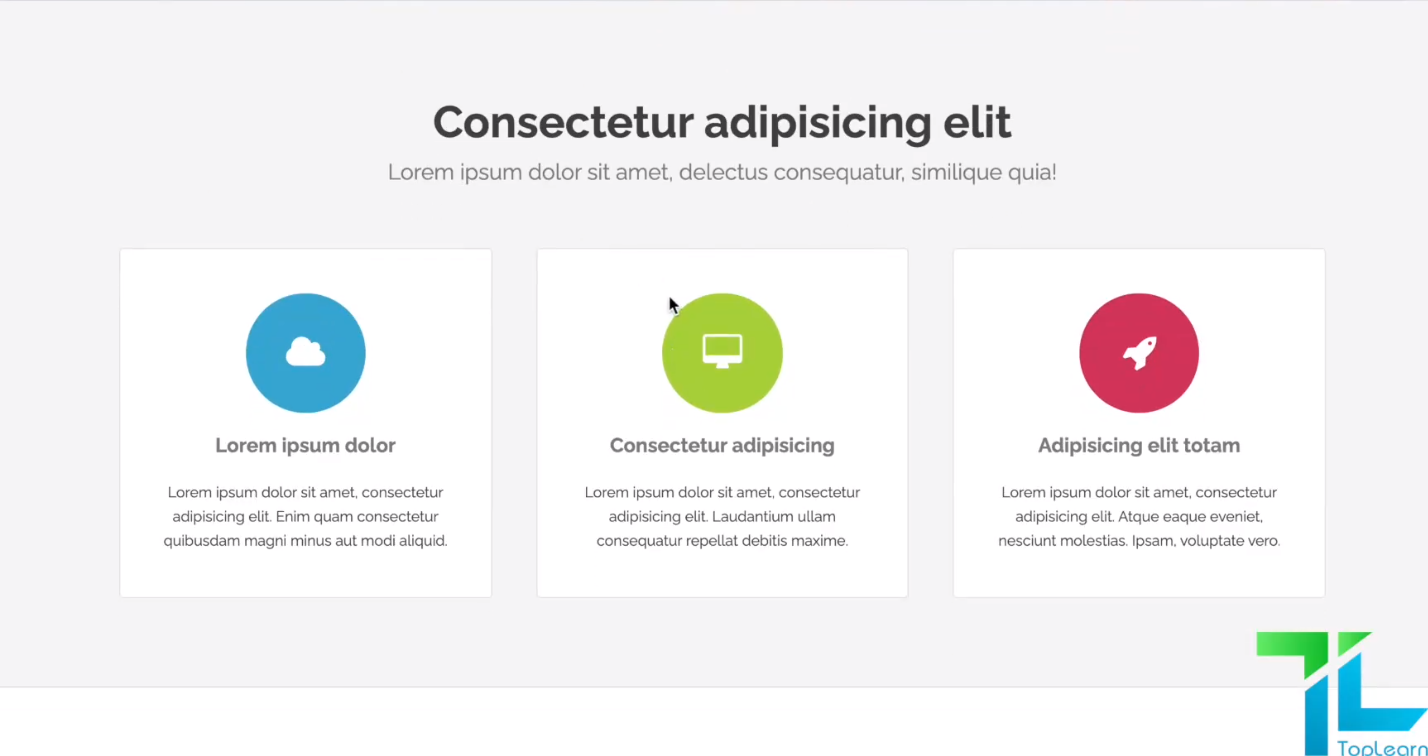 Consectetur adipisicing elit
Lorem ipsum dolor sit amet, delectus consequatur, similique quia!
Lorem ipsum dolor
Lorem ipsum dolor sit amet, consectetur
adipisicing elit. Enim quam consectetur
quibusdam magni minus aut modi aliquid.
Consectetur adipisicing
Lorem ipsum dolor sit amet, consectetur
adipisicing elit. Laudantium ullam
consequatur repellat debitis maxime.
Adipisicing elit totam
Lorem ipsum dolor sit amet, consectetur
adipisicing elit. Atque eaque eveniet,
nesciunt molestias. Ipsam, voluptate vero.
TL
TopLearn